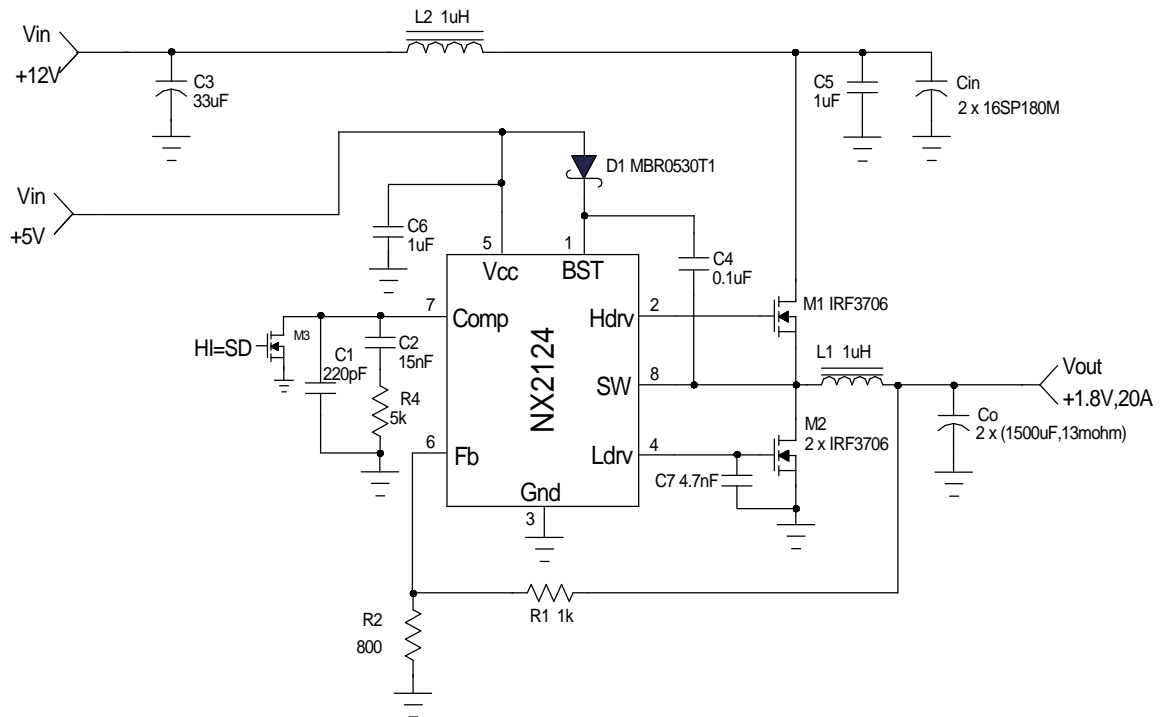 L2 1uH
Vin
+12V
C3
33uF
C5
1uF
Cin
2 x 16SP180M
D1 MBR0530T1
Vin
+5V
C6
1uF
5
1
Vcc
BST
C4
0.1uF
7
Comp
2
Hdrv
M1 IRF3706
HI=SD
M3
C1
220pF
C2
15nF
R4
5k
NX2124
8
SW
L1 1uH
Vout
+1.8V,20A
Co
2 x (1500uF,13mohm)
M2
2 x IRF3706
6
Fb
4
Ldrv
C7 4.7nF
Gnd
3
R1 1k
R2
800